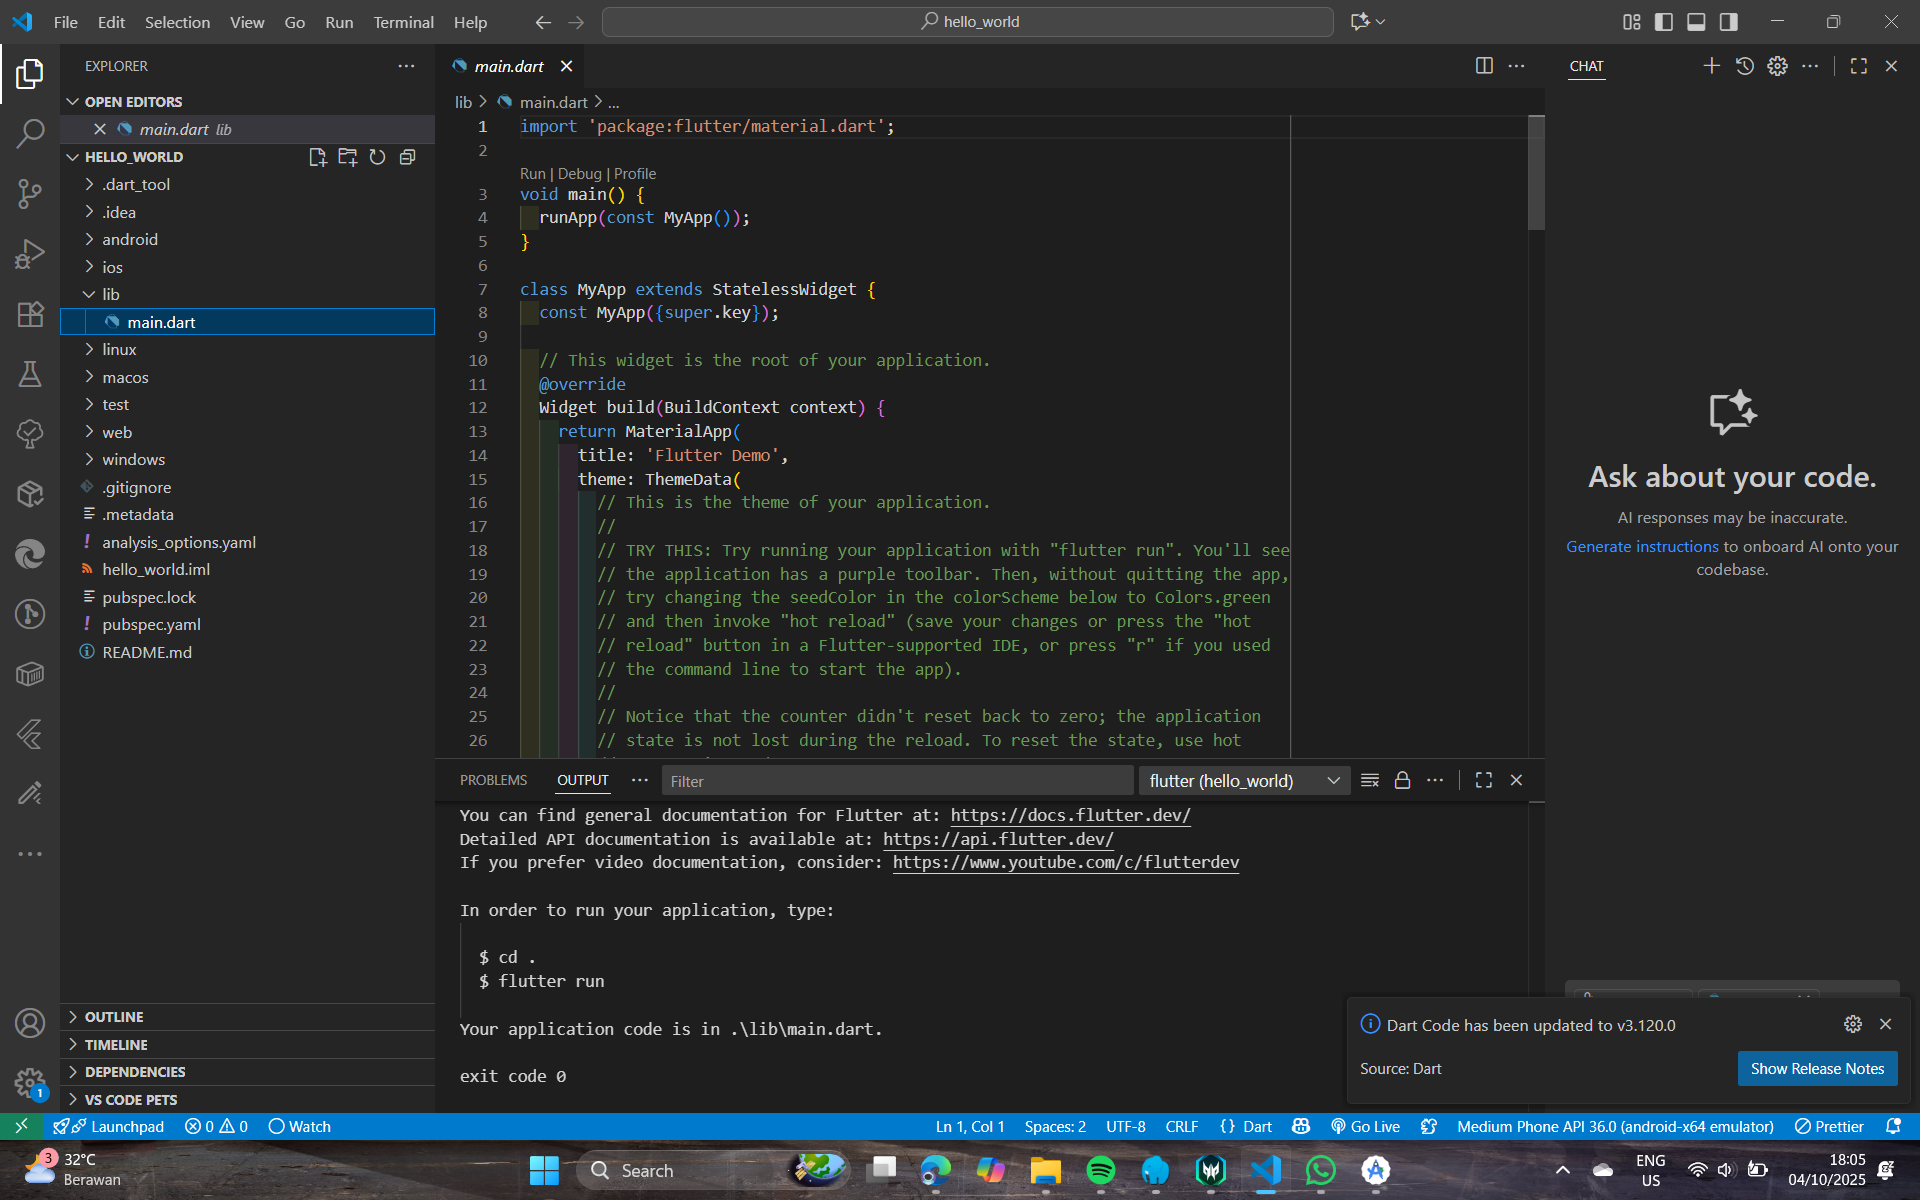 File Edit Selection View Go Run Terminal Help
hello_world
EXPLORER
OPEN EDITORS
main.dart lib
HELLO_WORLD
.dart_tool
.idea
android
ios
lib
main.dart
linux
macos
test
web
windows
.gitignore
.metadata
analysis_options.yaml
hello_world.iml
pubspec.lock
pubspec.yaml
README.md
OUTLINE
TIMELINE
DEPENDENCIES
VS CODE PETS
1
main.dart
lib > main.dart > ...
1 import 'package:flutter/material.dart';
2
Run | Debug | Profile
3 void main() {
4 runApp(const MyApp());
5 }
6
7 class MyApp extends StatelessWidget {
8 const MyApp({super.key});
9
10 // This widget is the root of your application.
11 @override
12 Widget build(BuildContext context) {
13 return MaterialApp(
14 title: 'Flutter Demo',
15 theme: ThemeData(
16 // This is the theme of your application.
17 //
18 // TRY THIS: Try running your application with "flutter run". You'll see
19 // the application has a purple toolbar. Then, without quitting the app,
20 // try changing the seedColor in the colorScheme below to Colors.green
21 // and then invoke "hot reload" (save your changes or press the "hot
22 // reload" button in a Flutter-supported IDE, or press "r" if you used
23 // the command line to start the app).
24 //
25 // Notice that the counter didn't reset back to zero; the application
26 // state is not lost during the reload. To reset the state, use hot
PROBLEMS OUTPUT ... Filter flutter (hello_world)
You can find general documentation for Flutter at: https://docs.flutter.dev/
Detailed API documentation is available at: https://api.flutter.dev/
If you prefer video documentation, consider: https://www.youtube.com/c/flutterdev
In order to run your application, type:
$ cd .
$ flutter run
Your application code is in .\lib\main.dart.
exit code 0
CHAT
Ask about your code.
AI responses may be inaccurate.
Generate instructions to onboard AI onto your
codebase.
Dart Code has been updated to v3.120.0
Source: Dart
Show Release Notes
Launchpad 0 0 Watch Ln 1, Col 1 Spaces: 2 UTF-8 CRLF {} Dart Go Live Medium Phone API 36.0 (android-x64 emulator) Prettier
3
32°C
Berawan
Search
ENG
US
18:05
04/10/2025